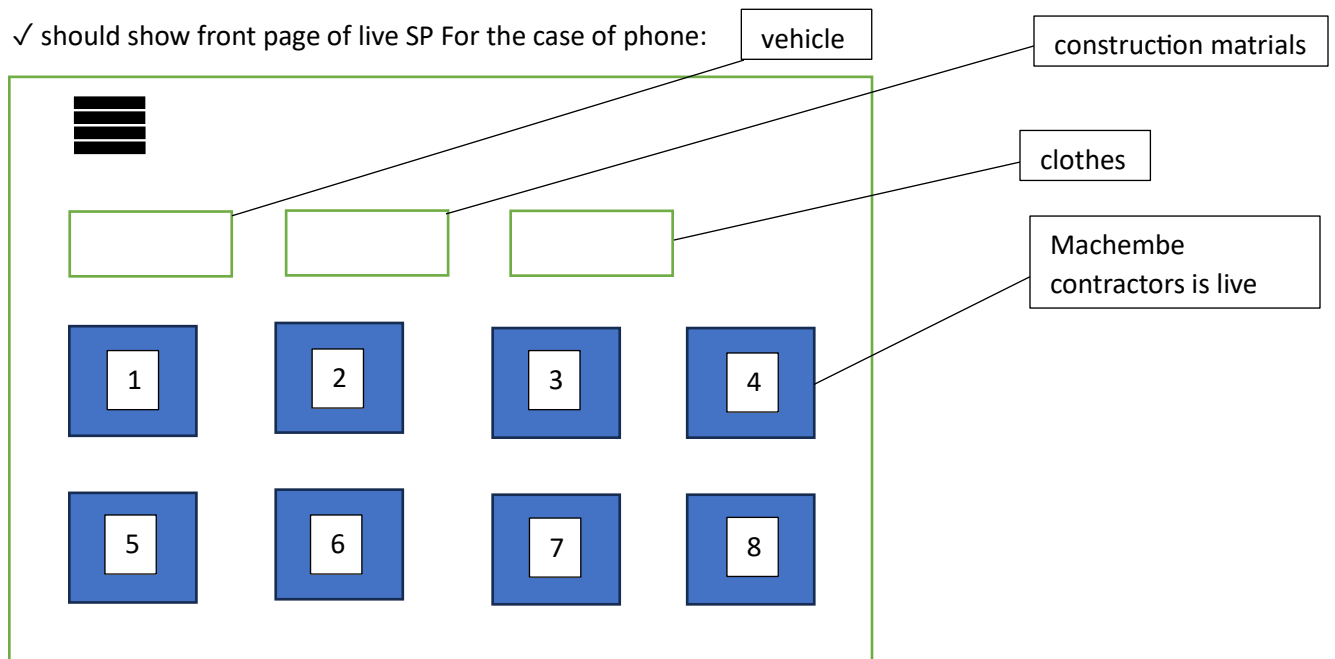 ✓ should show front page of live SP For the case of phone:
vehicle
construction matrials
clothes
Machembe
contractors is live
1
2
3
4
5
6
7
8